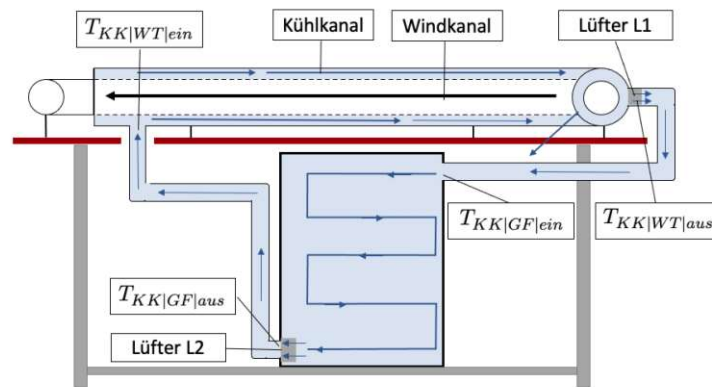 T_{KK|WT|ein}
Kühlkanal
Windkanal
Lüfter L1
T_{KK|GF|ein}
T_{KK|WT|aus}
T_{KK|GF|aus}
Lüfter L2